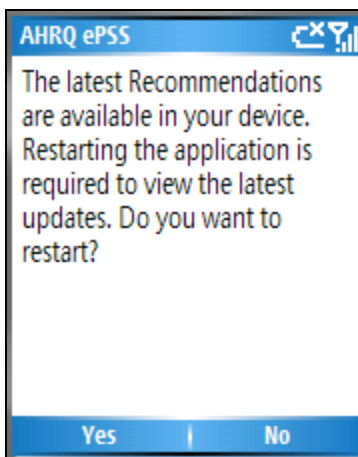 AHRQ ePSS
The latest Recommendations
are available in your device.
Restarting the application is
required to view the latest
updates. Do you want to
restart?
Yes No